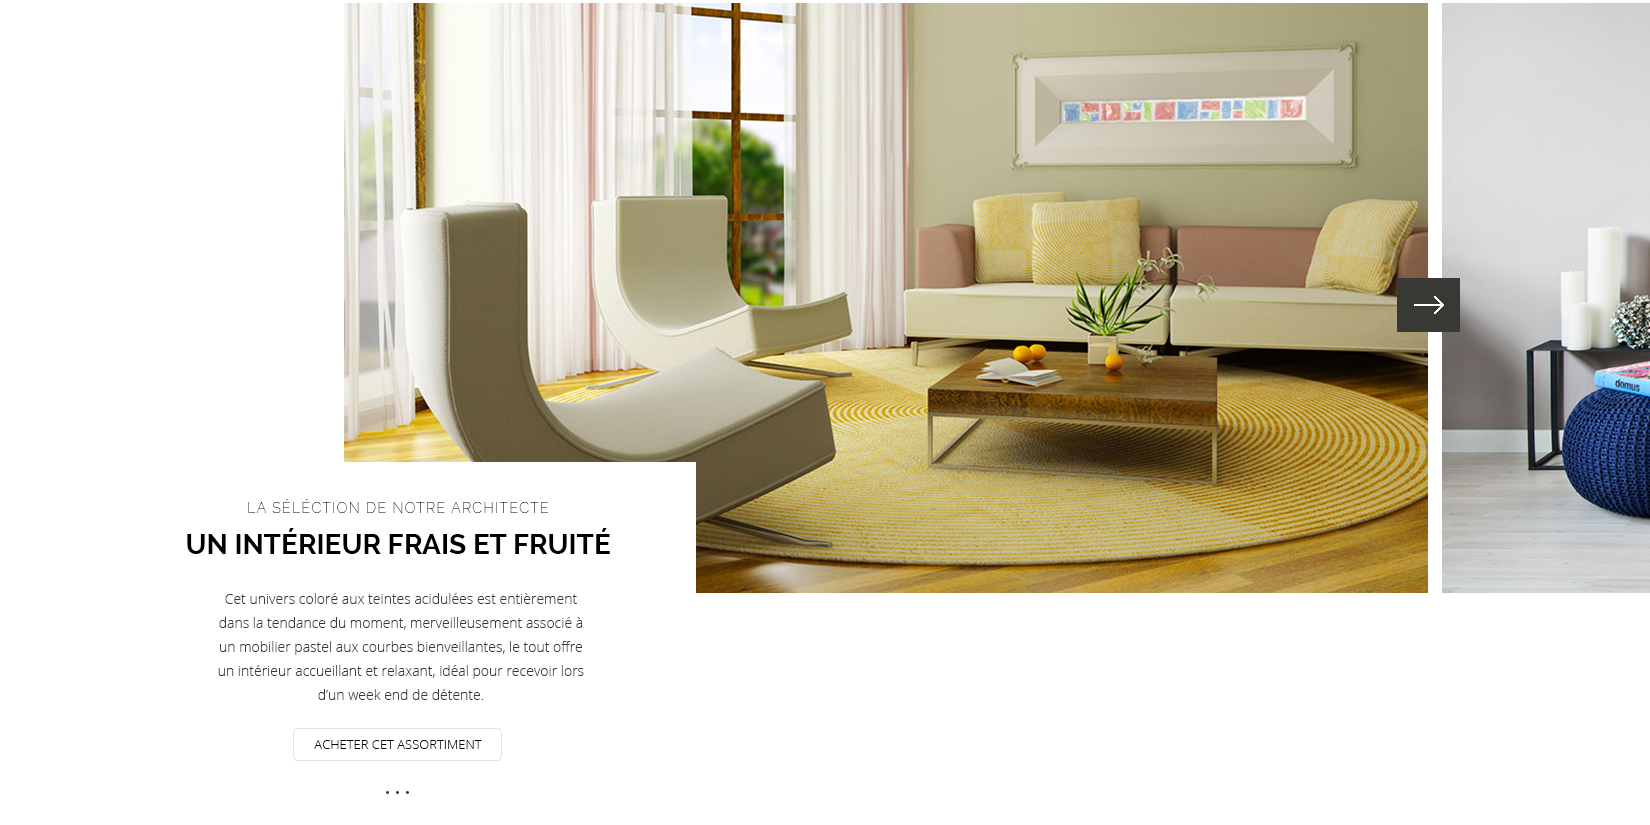 domus
LA SÉLÉCTION DE NOTRE ARCHITECTE
UN INTÉRIEUR FRAIS ET FRUITÉ
Cet univers coloré aux teintes acidulées est entièrement
dans la tendance du moment, merveilleusement associé à
un mobilier pastel aux courbes bienveillantes, le tout offre
un intérieur accueillant et relaxant, idéal pour recevoir lors
d’un week end de détente.
ACHETER CET ASSORTIMENT